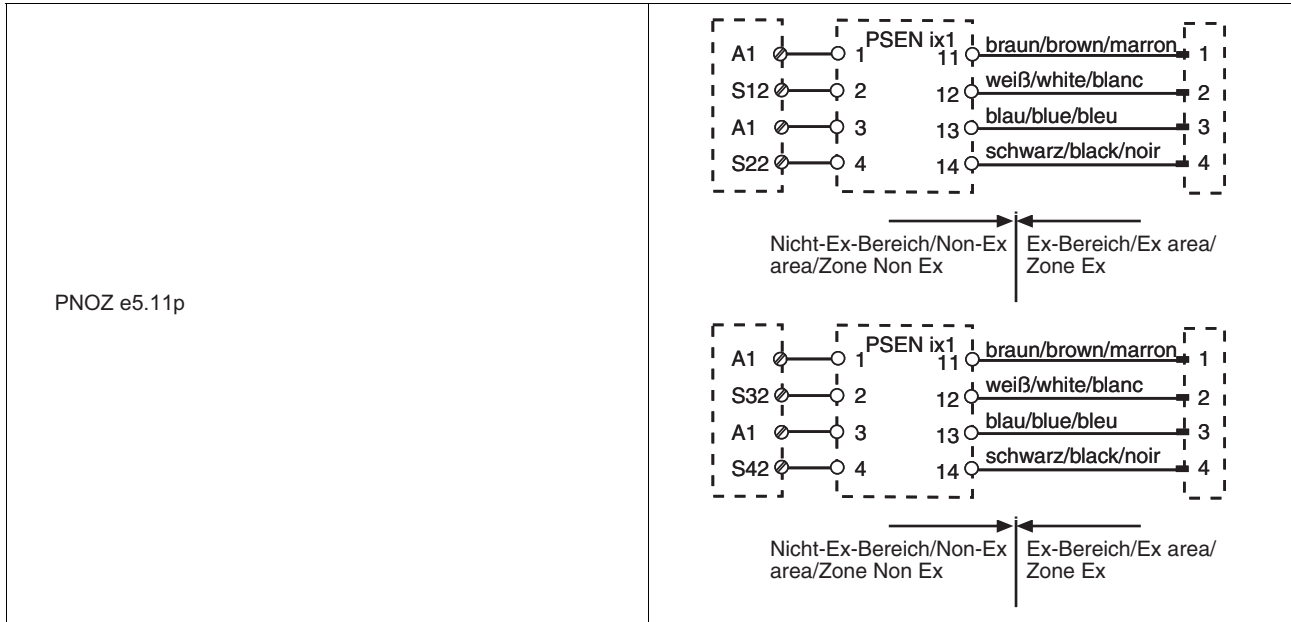 PNOZ e5.11p
PSEN ix1
A1 1 11 braun/brown/marron 1
S12 2 12 weiß/white/blanc 2
A1 3 13 blau/blue/bleu 3
S22 4 14 schwarz/black/noir 4
Nicht-Ex-Bereich/Non-Ex
area/Zone Non Ex
Ex-Bereich/Ex area/
Zone Ex
PSEN ix1
A1 1 11 braun/brown/marron 1
S32 2 12 weiß/white/blanc 2
A1 3 13 blau/blue/bleu 3
S42 4 14 schwarz/black/noir 4
Nicht-Ex-Bereich/Non-Ex
area/Zone Non Ex
Ex-Bereich/Ex area/
Zone Ex